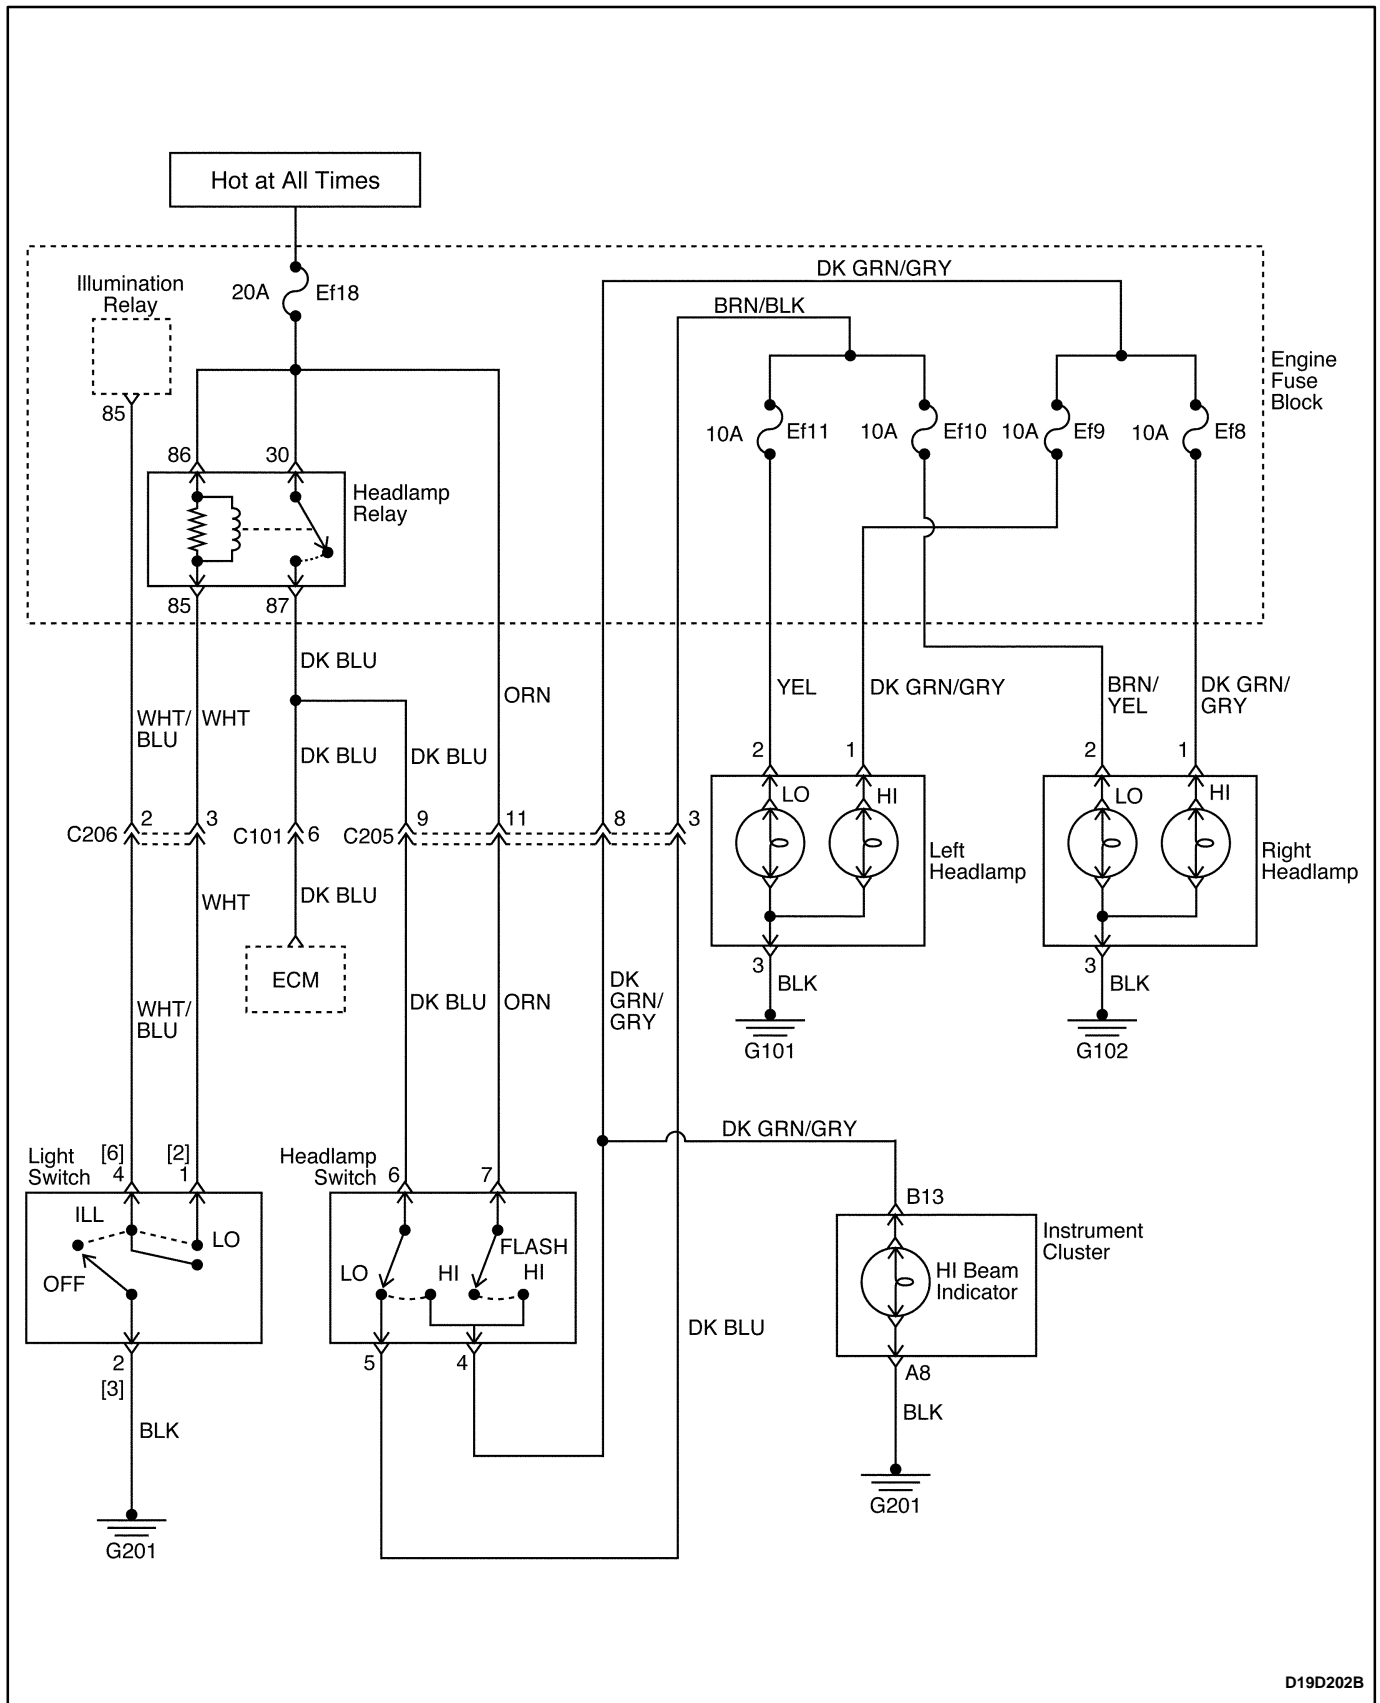 Hot at All Times
DK GRN/GRY
Illumination
Relay
20A
Ef18
BRN/BLK
Engine
Fuse
Block
85
10A
Ef11
10A
Ef10
10A
Ef9
10A
Ef8
86
30
Headlamp
Relay
85
87
DK BLU
ORN
YEL
DK GRN/GRY
BRN/
YEL
DK GRN/
GRY
WHT/
BLU
WHT
DK BLU
DK BLU
2
1
2
1
LO
HI
LO
HI
C206
2
3
C101
6
C205
9
11
8
3
Left
Headlamp
Right
Headlamp
WHT
DK BLU
3
BLK
3
BLK
ECM
WHT/
BLU
DK BLU
ORN
DK
GRN/
GRY
G101
G102
DK GRN/GRY
Light
Switch
[6]
4
[2]
1
Headlamp
Switch
6
7
B13
ILL
LO
OFF
FLASH
LO
HI
HI
Instrument
Cluster
HI Beam
Indicator
DK BLU
2
[3]
5
4
A8
BLK
BLK
G201
G201
D19D202B